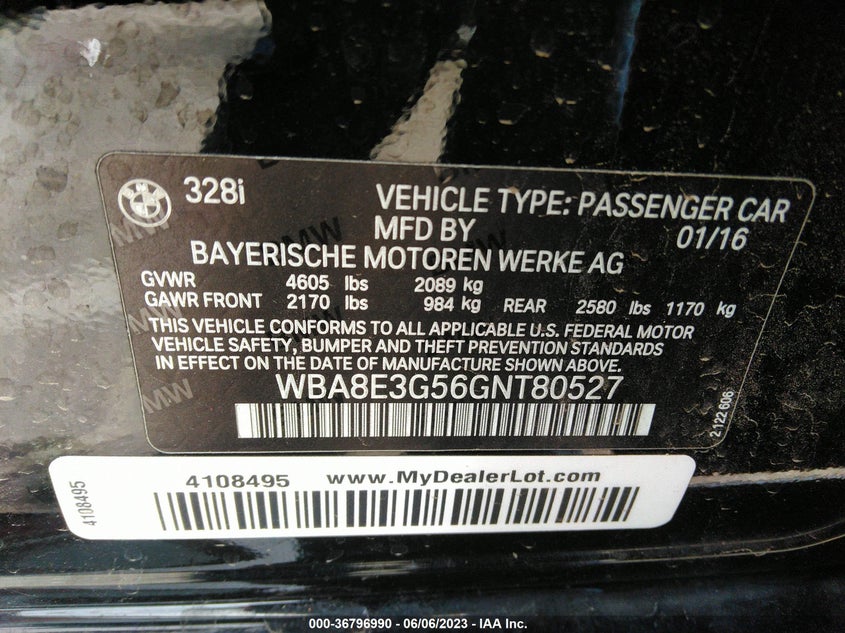 BMW 328i VEHICLE TYPE: PASSENGER CAR
MFD BY 01/16
BAYERISCHE MOTOREN WERKE AG
GVWR 4605 lbs 2089 kg
GAWR FRONT 2170 lbs 984 kg REAR 2580 lbs 1170 kg
THIS VEHICLE CONFORMS TO ALL APPLICABLE U.S. FEDERAL MOTOR
VEHICLE SAFETY, BUMPER AND THEFT PREVENTION STANDARDS
IN EFFECT ON THE DATE OF MANUFACTURE SHOWN ABOVE.
WBA8E3G56GNT80527
2 122 606
4108495 www.MyDealerLot.com
4108495
000-36796990 - 06/06/2023 - IAA Inc.